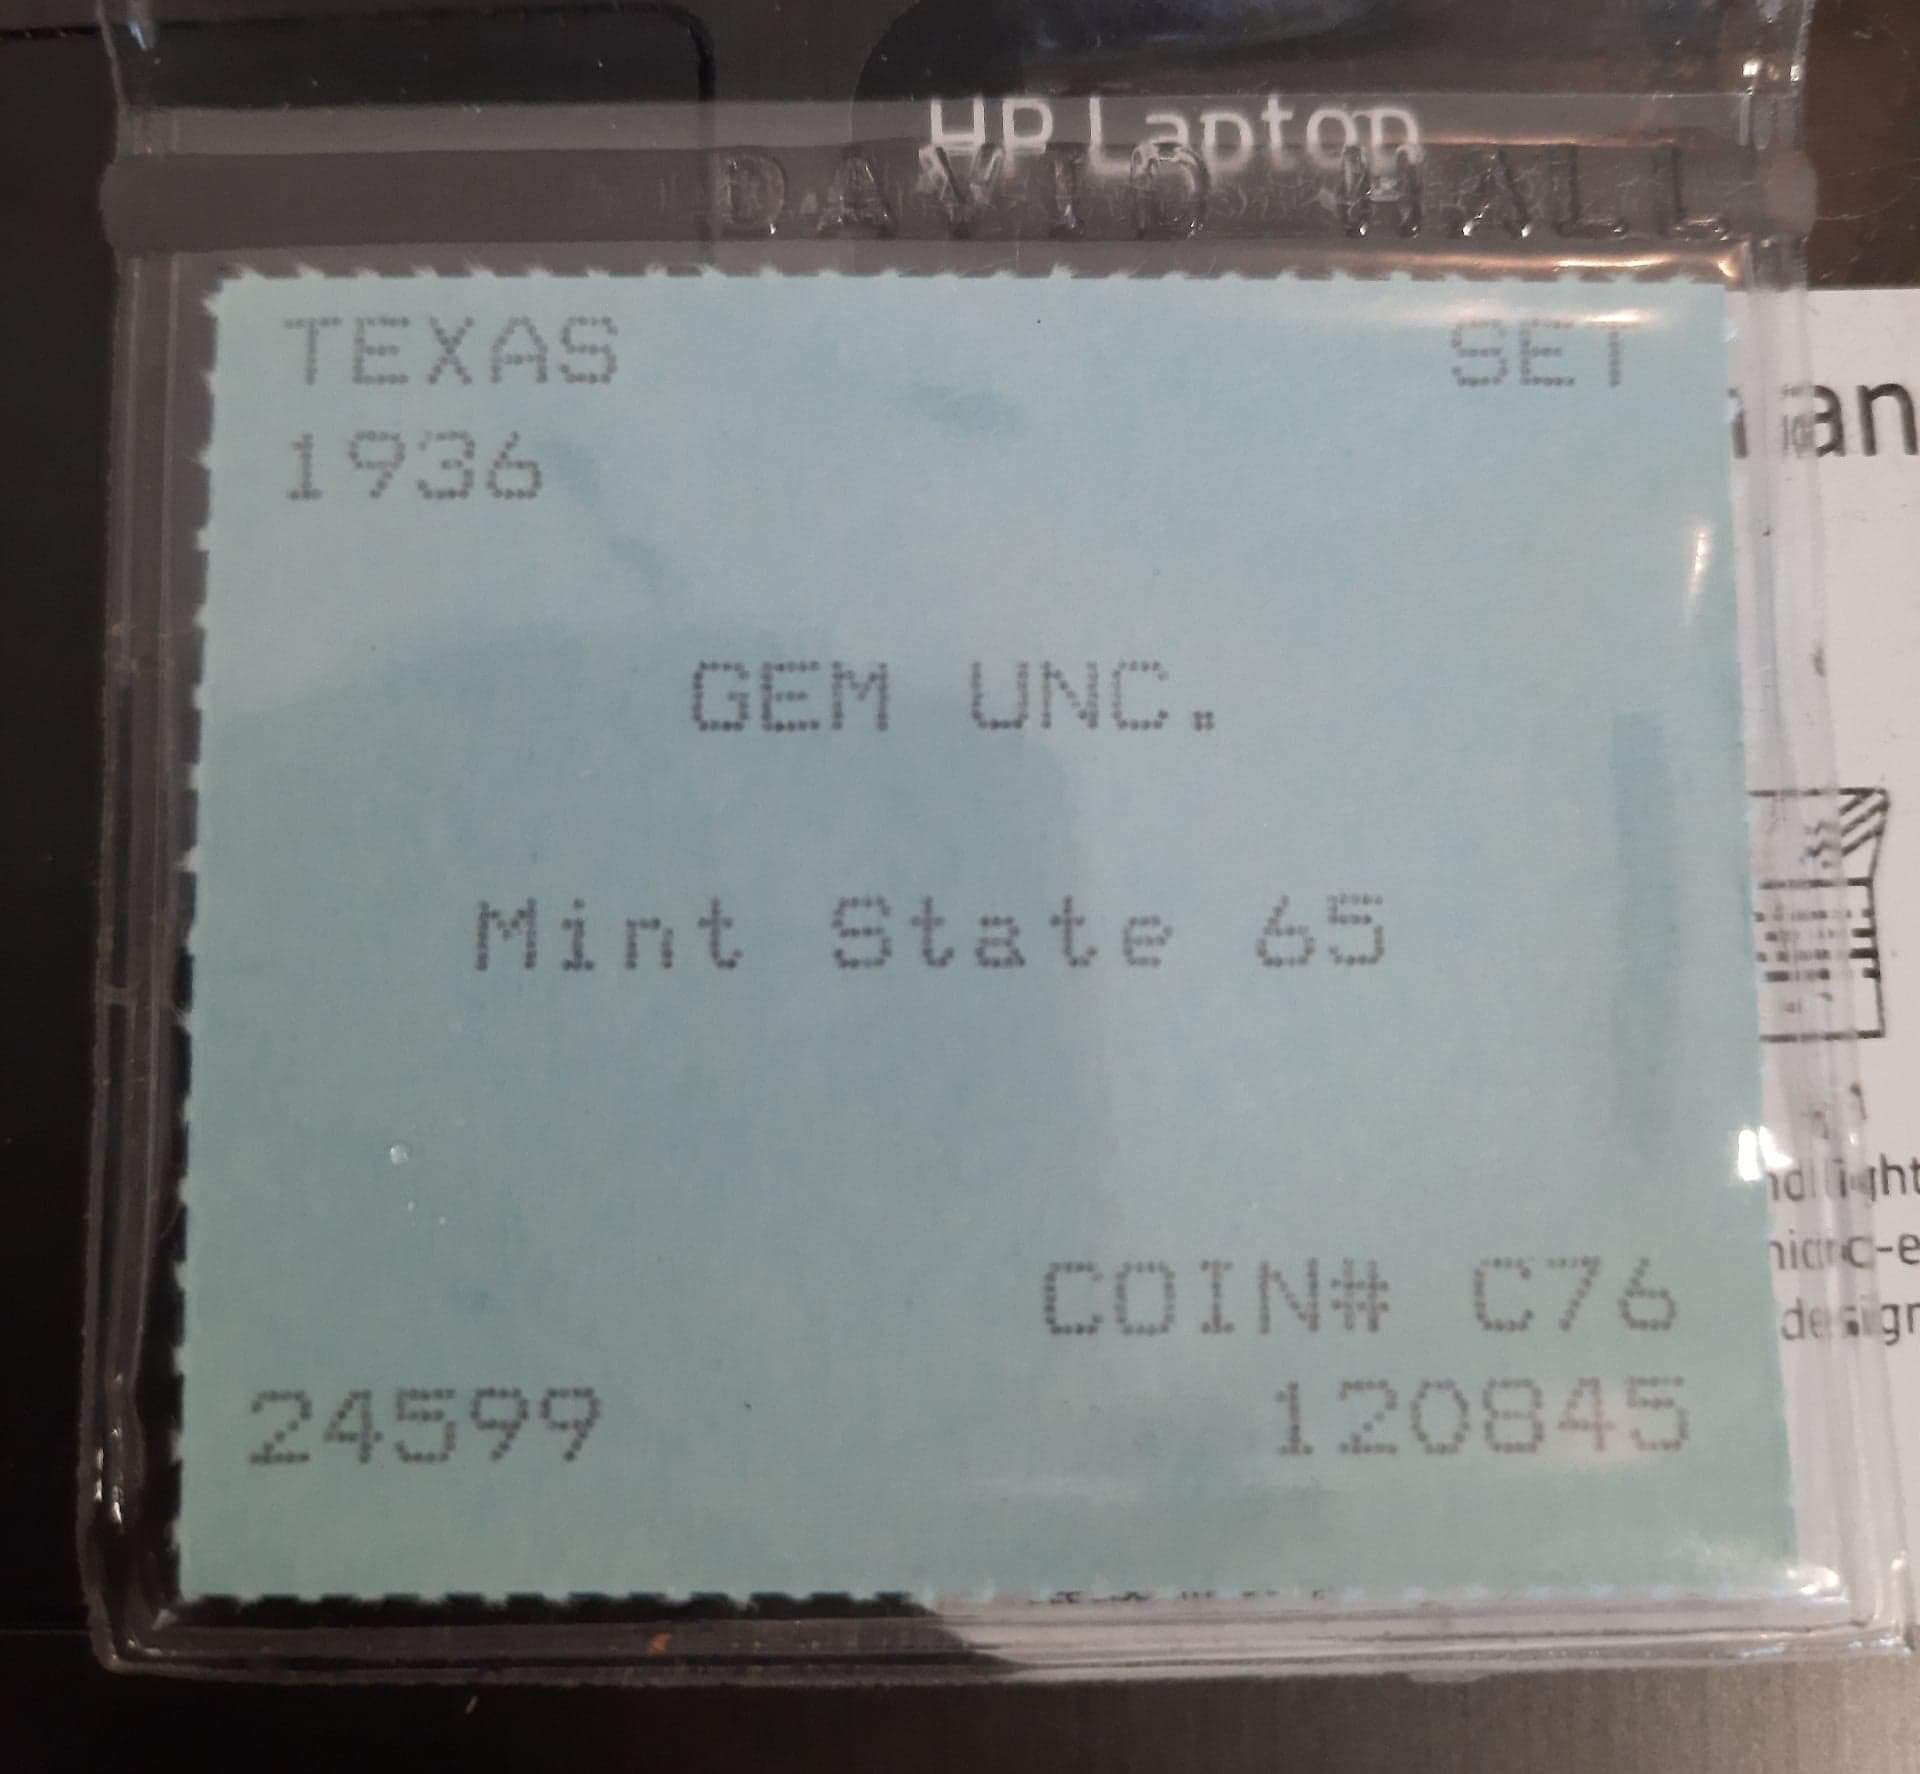 HP Laptop
DAVID HALL
TEXAS SET
1936
GEM UNC.
Mint State 65
COIN# C76
24599 120845